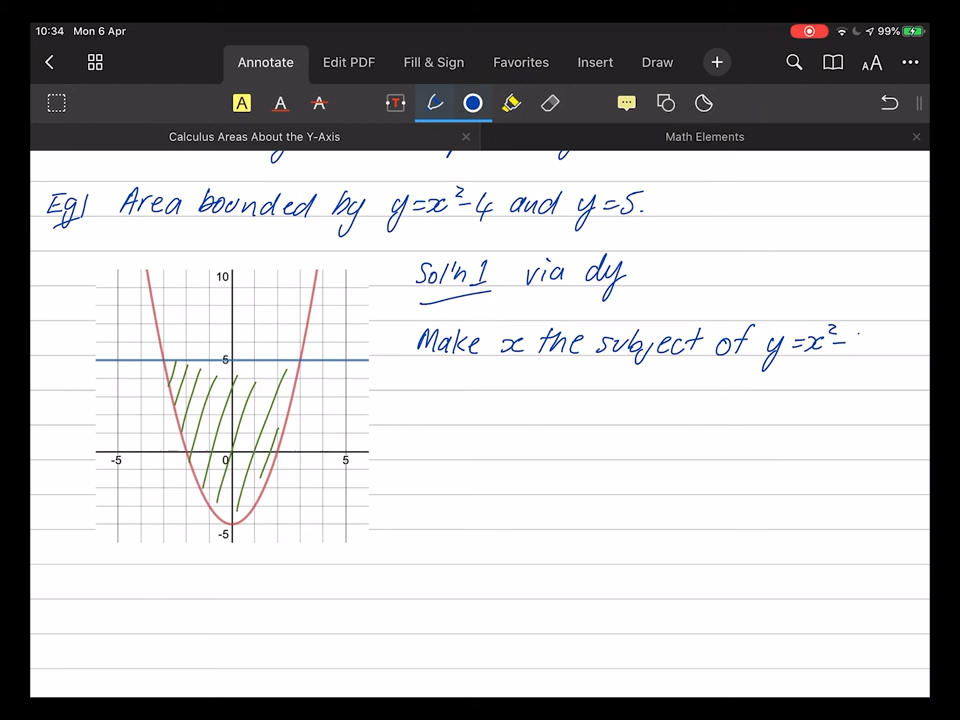 10:34 Mon 6 Apr 99%
Annotate Edit PDF Fill & Sign Favorites Insert Draw
Calculus Areas About the Y-Axis Math Elements
Eg1 Area bounded by y=x²-4 and y=5.
Sol'n 1 via dy
Make x the subject of y=x²-
10
5
-5 0 5
-5